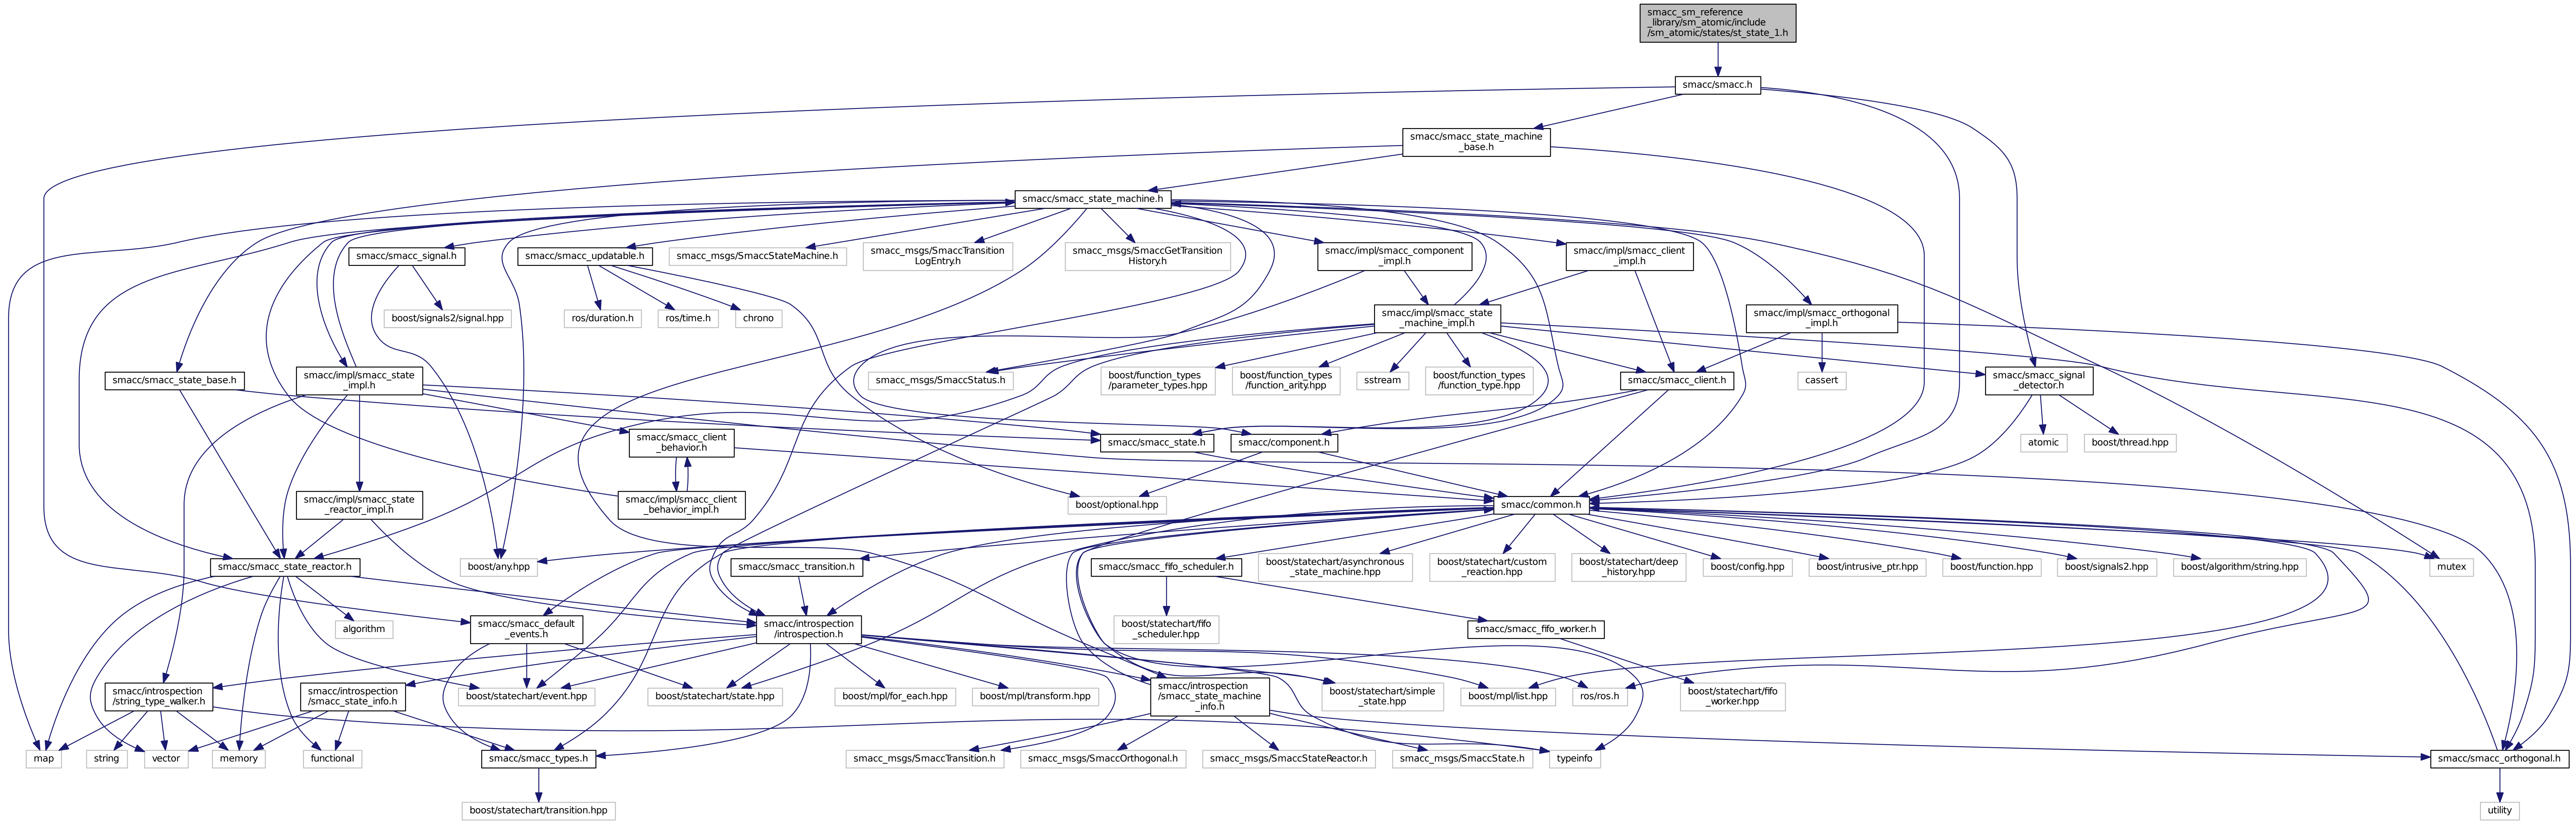 smacc_sm_reference
_library/sm_atomic/include
/sm_atomic/states/st_state_1.h
smacc/smacc.h
smacc/smacc_state_machine
_base.h
smacc/smacc_state_machine.h
smacc/smacc_signal.h
smacc/smacc_updatable.h
smacc_msgs/SmaccStateMachine.h
smacc_msgs/SmaccTransition
LogEntry.h
smacc_msgs/SmaccGetTransition
History.h
smacc/impl/smacc_component
_impl.h
smacc/impl/smacc_client
_impl.h
boost/signals2/signal.hpp
ros/duration.h
ros/time.h
chrono
smacc/impl/smacc_state
_machine_impl.h
smacc/impl/smacc_orthogonal
_impl.h
smacc/smacc_state_base.h
smacc/impl/smacc_state
_impl.h
smacc_msgs/SmaccStatus.h
boost/function_types
/parameter_types.hpp
boost/function_types
/function_arity.hpp
sstream
boost/function_types
/function_type.hpp
smacc/smacc_client.h
cassert
smacc/smacc_signal
_detector.h
smacc/smacc_client
_behavior.h
smacc/smacc_state.h
smacc/component.h
atomic
boost/thread.hpp
smacc/impl/smacc_state
_reactor_impl.h
smacc/impl/smacc_client
_behavior_impl.h
boost/optional.hpp
smacc/common.h
smacc/smacc_state_reactor.h
boost/any.hpp
smacc/smacc_transition.h
smacc/smacc_fifo_scheduler.h
boost/statechart/asynchronous
_state_machine.hpp
boost/statechart/custom
_reaction.hpp
boost/statechart/deep
_history.hpp
boost/config.hpp
boost/intrusive_ptr.hpp
boost/function.hpp
boost/signals2.hpp
boost/algorithm/string.hpp
mutex
algorithm
smacc/smacc_default
_events.h
smacc/introspection
/introspection.h
boost/statechart/fifo
_scheduler.hpp
smacc/smacc_fifo_worker.h
smacc/introspection
/string_type_walker.h
smacc/introspection
/smacc_state_info.h
boost/statechart/event.hpp
boost/statechart/state.hpp
boost/mpl/for_each.hpp
boost/mpl/transform.hpp
smacc/introspection
/smacc_state_machine
_info.h
boost/statechart/simple
_state.hpp
boost/mpl/list.hpp
ros/ros.h
boost/statechart/fifo
_worker.hpp
map
string
vector
memory
functional
smacc/smacc_types.h
smacc_msgs/SmaccTransition.h
smacc_msgs/SmaccOrthogonal.h
smacc_msgs/SmaccStateReactor.h
smacc_msgs/SmaccState.h
typeinfo
smacc/smacc_orthogonal.h
boost/statechart/transition.hpp
utility